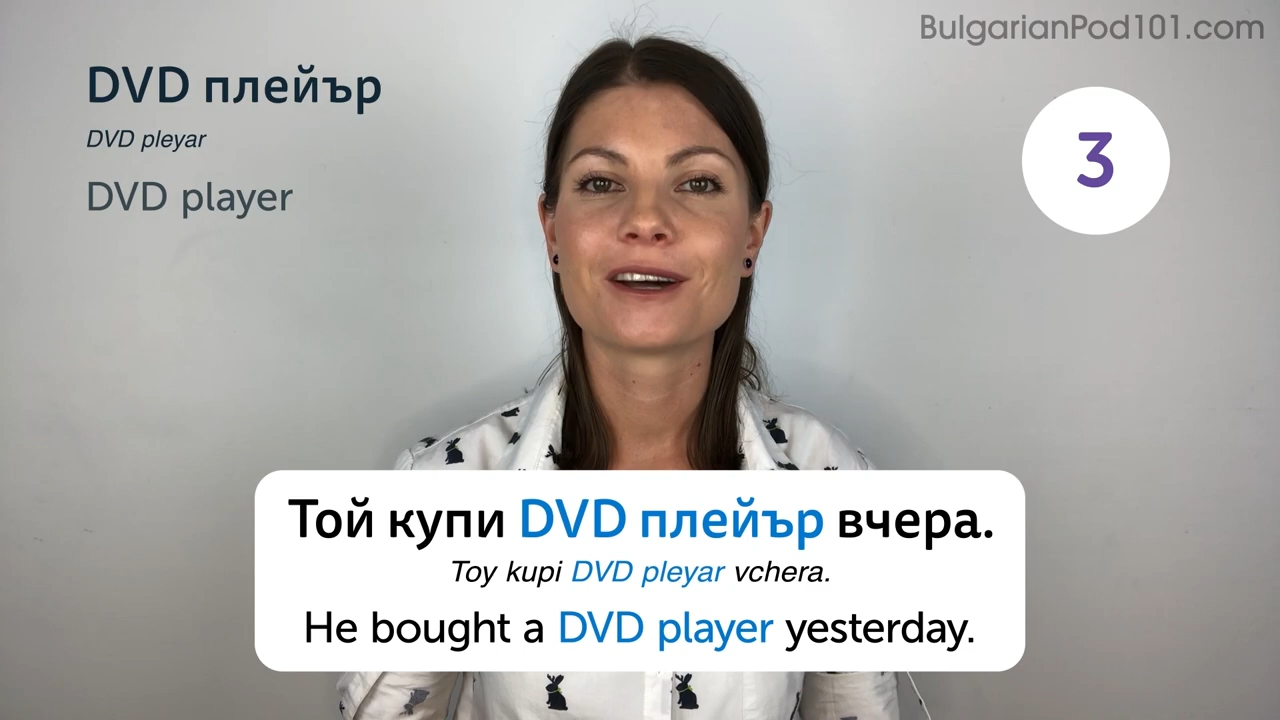 BulgarianPod101.com
DVD плейър
DVD pleyar
DVD player
3
Той купи DVD плейър вчера.
Toy kupi DVD pleyar vchera.
He bought a DVD player yesterday.